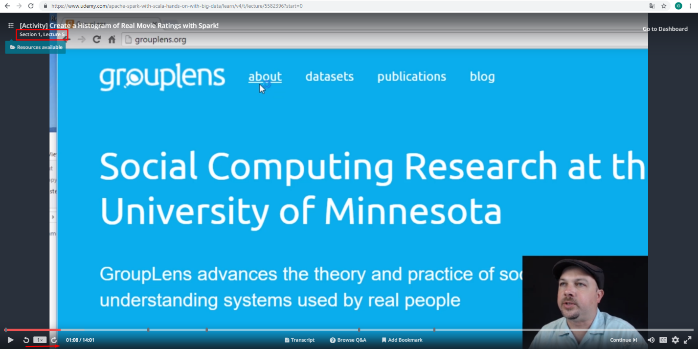 https://www.udemy.com/apache-spark-with-scala-hands-on-with-big-data/learn/v4/t/lecture/5582396?start=0
[Activity] Create a Histogram of Real Movie Ratings with Spark!
Section 1, Lecture
Go to Dashboard
Resources available
grouplens.org
grouplens
about
datasets
publications
blog
Social Computing Research at th
University of Minnesota
GroupLens advances the theory and practice of soc
understanding systems used by real people
01:08 / 14:01
Transcript
Browse Q&A
Add Bookmark
Continue